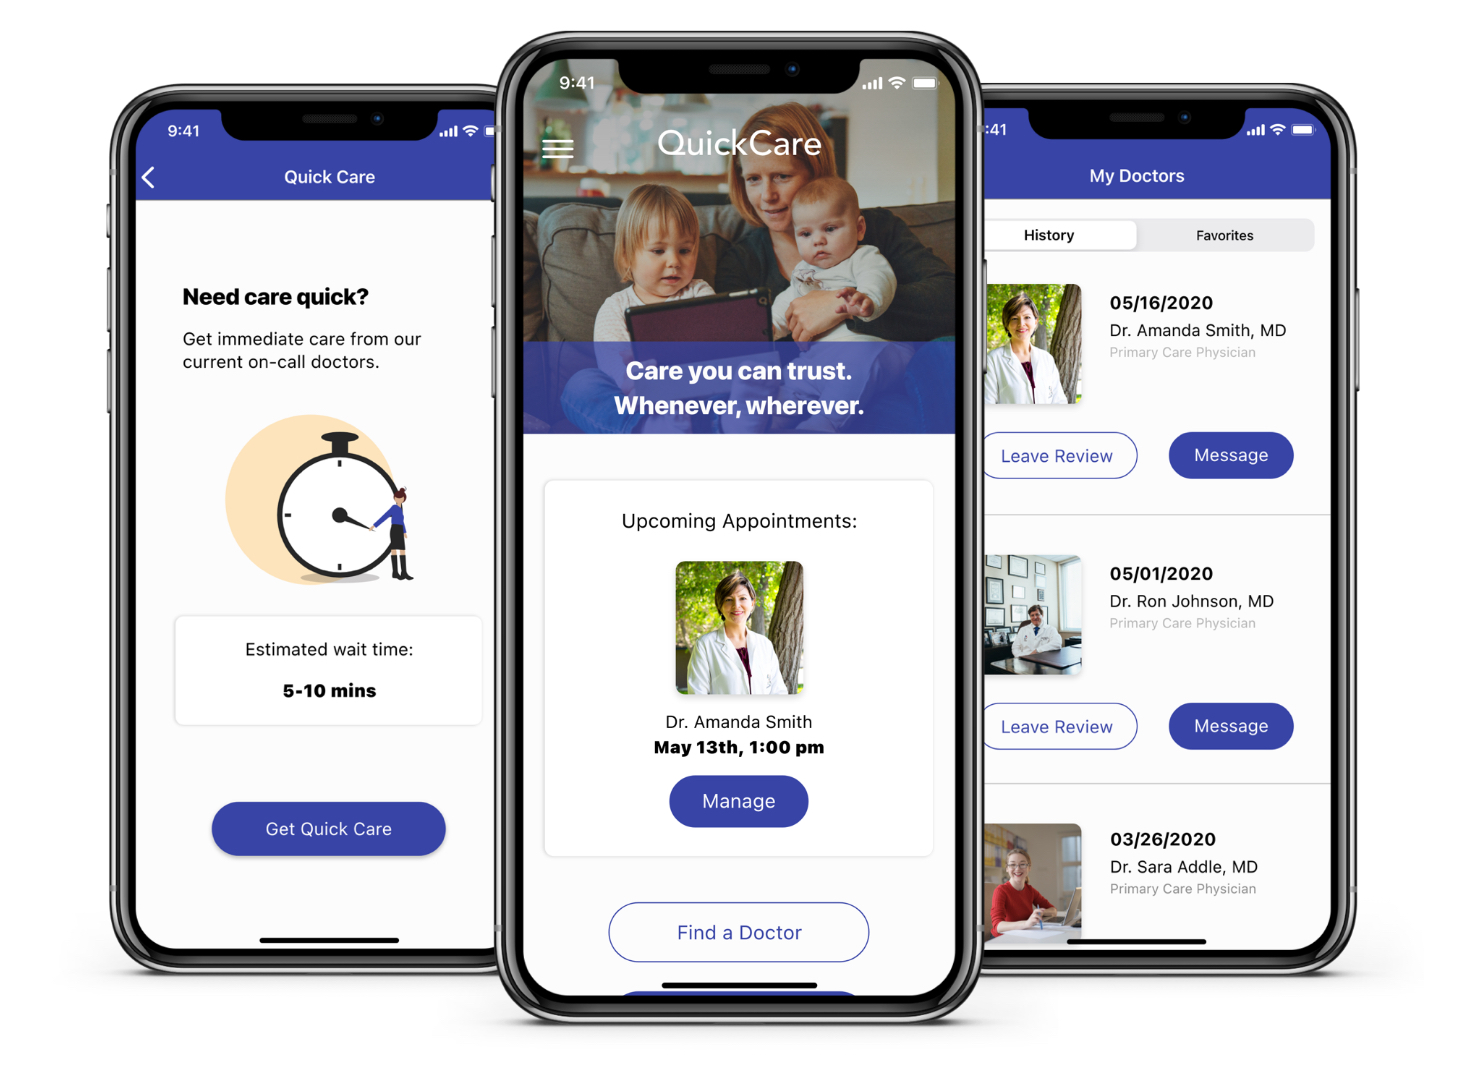 9:41
Quick Care
Need care quick?
Get immediate care from our
current on-call doctors.
Estimated wait time:
5-10 mins
Get Quick Care
9:41
QuickCare
Care you can trust.
Whenever, wherever.
Upcoming Appointments:
Dr. Amanda Smith
May 13th, 1:00 pm
Manage
Find a Doctor
:41
My Doctors
History
Favorites
05/16/2020
Dr. Amanda Smith, MD
Primary Care Physician
Leave Review
Message
05/01/2020
Dr. Ron Johnson, MD
Primary Care Physician
Leave Review
Message
03/26/2020
Dr. Sara Addle, MD
Primary Care Physician